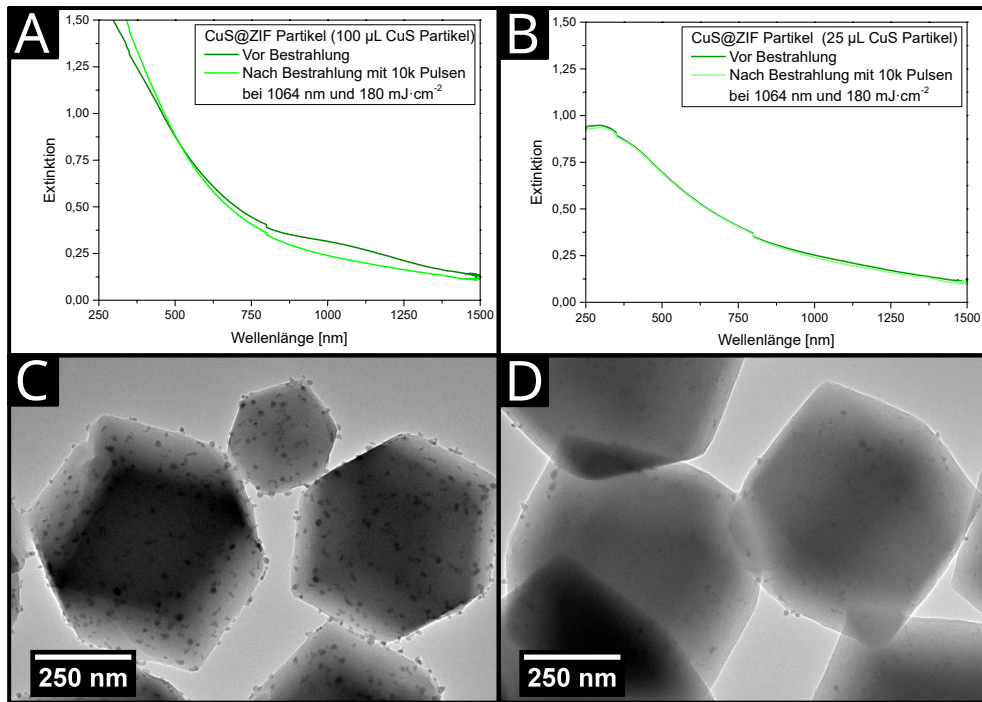 A
CuS@ZIF Partikel (100 µL CuS Partikel)
Vor Bestrahlung
Nach Bestrahlung mit 10k Pulsen
bei 1064 nm und 180 mJ·cm-2
1,50
1,25
1,00
0,75
0,50
0,25
0,00
Extinktion
250 500 750 1000 1250 1500
Wellenlänge [nm]
B
CuS@ZIF Partikel (25 µL CuS Partikel)
Vor Bestrahlung
Nach Bestrahlung mit 10k Pulsen
bei 1064 nm und 180 mJ·cm-2
1,50
1,25
1,00
0,75
0,50
0,25
0,00
Extinktion
250 500 750 1000 1250 1500
Wellenlänge [nm]
C
250 nm
D
250 nm